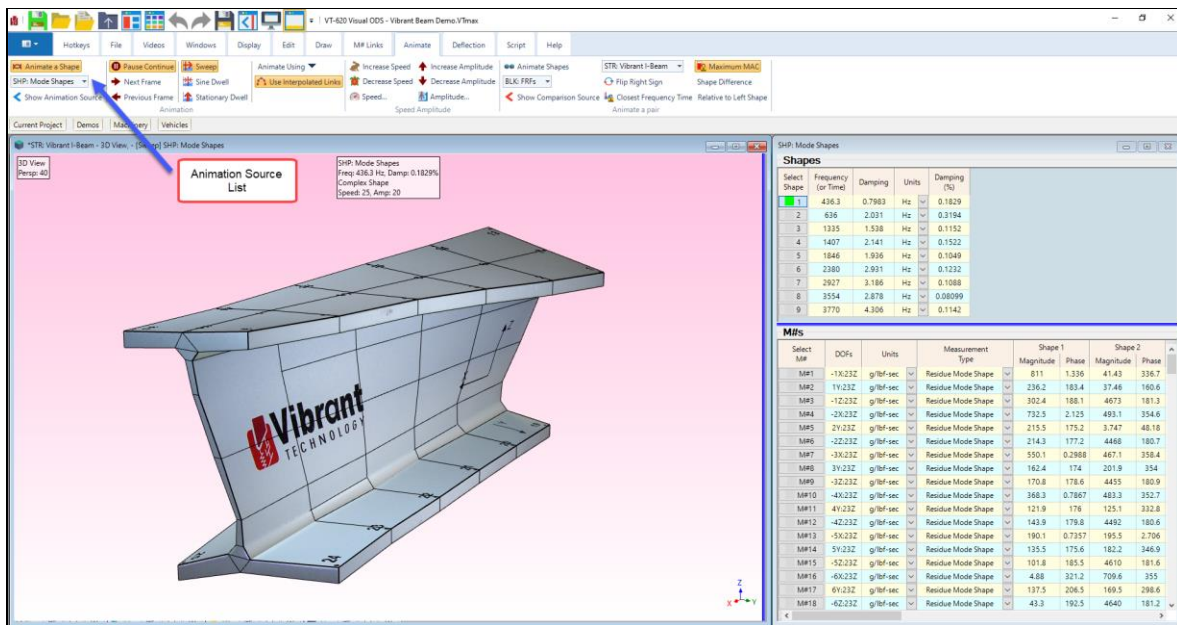 VT-620 Visual ODS - Vibrant Beam Demo.VTmax
Hotkeys File Videos Windows Display Edit Draw M# Links Animate Deflection Script Help
Animate a Shape Pause Continue Sweep Animate Using Increase Speed Increase Amplitude Animate Shapes STR: Vibrant I-Beam Maximum MAC
SHP: Mode Shapes Next Frame Sine Dwell Use Interpolated Links Decrease Speed Decrease Amplitude BLK: FRFs Flip Right Sign Shape Difference
Show Animation Source Previous Frame Stationary Dwell Speed... Amplitude... Show Comparison Source Closest Frequency Time Relative to Left Shape
Animation Speed Amplitude Animate a pair
Current Project Demos Machinery Vehicles
*STR: Vibrant I-Beam - 3D View, - [Sweep] SHP: Mode Shapes
3D View
Persp: 40
Animation Source
List
SHP: Mode Shapes
Freq: 436.3 Hz, Damp: 0.1829%
Complex Shape
Speed: 25, Amp: 20
Vibrant
TECHNOLOGY
23
24
Z
X Y
SHP: Mode Shapes
Shapes
Select Shape Frequency (or Time) Damping Units Damping (%)
1 436.3 0.7983 Hz 0.1829
2 636 2.031 Hz 0.3194
3 1335 1.538 Hz 0.1152
4 1407 2.141 Hz 0.1522
5 1846 1.936 Hz 0.1049
6 2380 2.931 Hz 0.1232
7 2927 3.186 Hz 0.1088
8 3554 2.878 Hz 0.08099
9 3770 4.306 Hz 0.1142
M#s
Select M# DOFs Units Measurement Type Shape 1 Shape 2
Magnitude Phase Magnitude Phase
M#1 -1X:23Z g/lbf-sec Residue Mode Shape 811 1.336 41.43 336.7
M#2 1Y:23Z g/lbf-sec Residue Mode Shape 236.2 183.4 37.46 160.6
M#3 -1Z:23Z g/lbf-sec Residue Mode Shape 302.4 188.1 4673 181.3
M#4 -2X:23Z g/lbf-sec Residue Mode Shape 732.5 2.125 493.1 354.6
M#5 2Y:23Z g/lbf-sec Residue Mode Shape 215.5 175.2 3.747 48.18
M#6 -2Z:23Z g/lbf-sec Residue Mode Shape 214.3 177.2 4468 180.7
M#7 -3X:23Z g/lbf-sec Residue Mode Shape 550.1 0.2988 467.1 358.4
M#8 3Y:23Z g/lbf-sec Residue Mode Shape 162.4 174 201.9 354
M#9 -3Z:23Z g/lbf-sec Residue Mode Shape 170.8 178.6 4455 180.9
M#10 -4X:23Z g/lbf-sec Residue Mode Shape 368.3 0.7867 483.3 352.7
M#11 4Y:23Z g/lbf-sec Residue Mode Shape 121.9 176 125.1 332.8
M#12 -4Z:23Z g/lbf-sec Residue Mode Shape 143.9 179.8 4492 180.6
M#13 -5X:23Z g/lbf-sec Residue Mode Shape 190.1 0.7357 195.5 2.706
M#14 5Y:23Z g/lbf-sec Residue Mode Shape 135.5 175.6 182.2 346.9
M#15 -5Z:23Z g/lbf-sec Residue Mode Shape 101.8 185.5 4610 181.6
M#16 -6X:23Z g/lbf-sec Residue Mode Shape 4.88 321.2 709.6 355
M#17 6Y:23Z g/lbf-sec Residue Mode Shape 137.5 206.5 169.5 298.6
M#18 -6Z:23Z g/lbf-sec Residue Mode Shape 43.3 192.5 4640 181.2